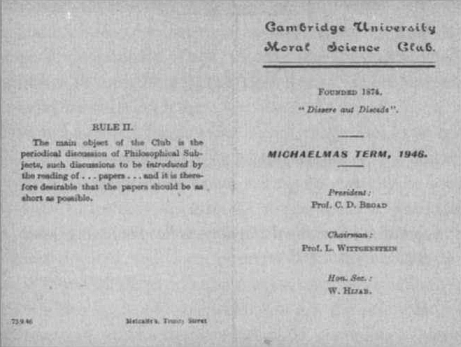 RULE II.
The main object of the Club is the
periodical discussion of Philosophical Sub-
jects, such discussions to be introduced by
the reading of . . . papers . . . and it is there-
fore desirable that the papers should be as
short as possible.
Metcalfe's, Trinity Street
Cambridge University
Moral Science Club.
FOUNDED 1874.
"Dissere aut Discede".
MICHAELMAS TERM, 1946.
President:
Prof. C. D. BROAD
Chairman:
Prof. L. WITTGENSTEIN
Hon. Sec.:
W. HIJAB.